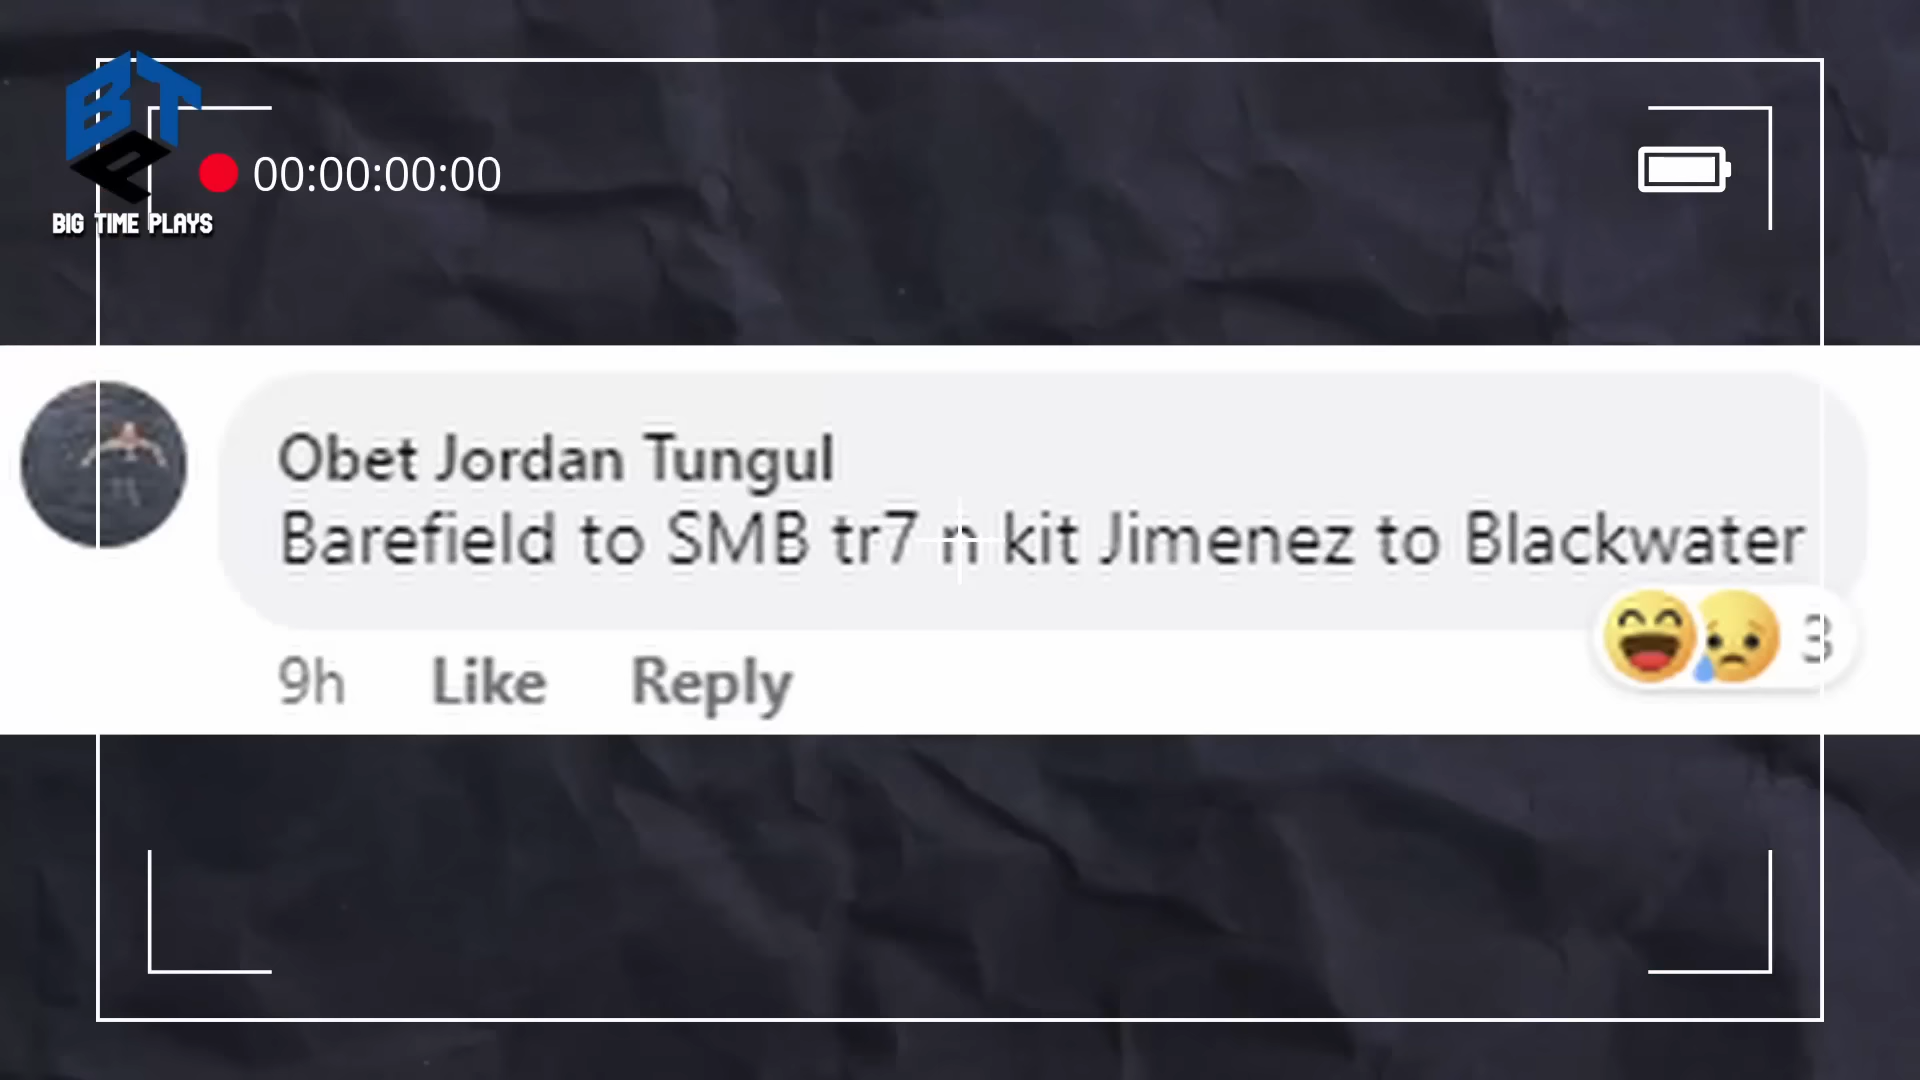 BTP
BIG TIME PLAYS
00:00:00:00
Obet Jordan Tungul
Barefield to SMB tr7 n kit Jimenez to Blackwater
3
9h Like Reply